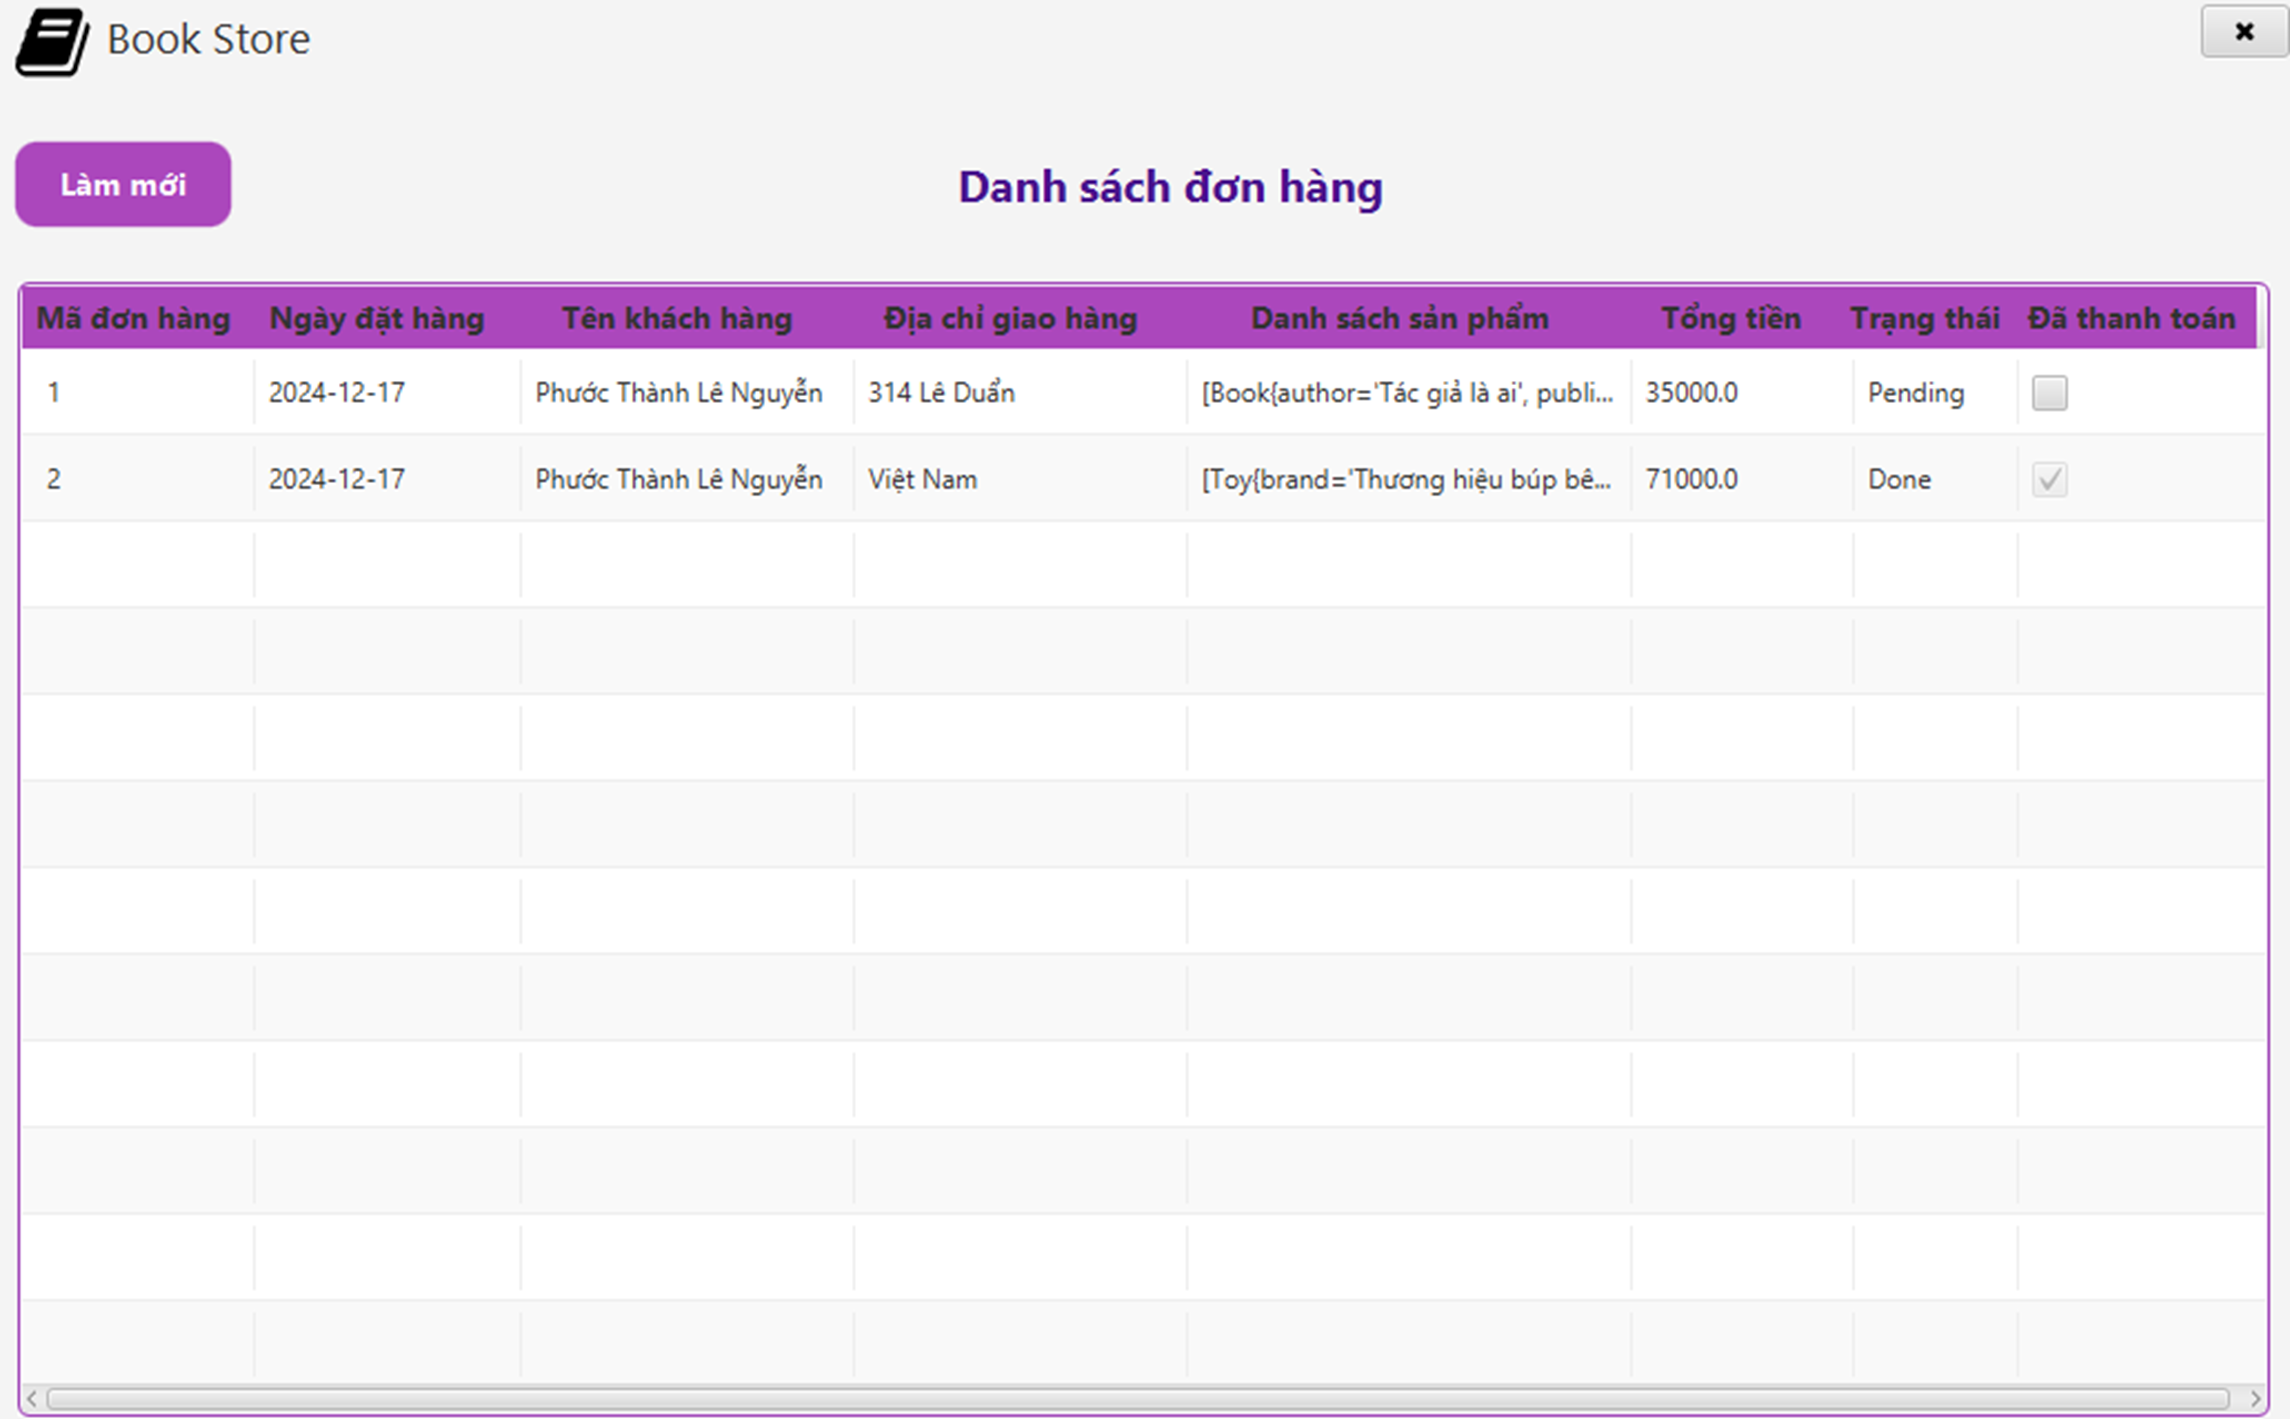 Book Store
Làm mới
Danh sách đơn hàng
Mã đơn hàng Ngày đặt hàng Tên khách hàng Địa chỉ giao hàng Danh sách sản phẩm Tổng tiền Trạng thái Đã thanh toán
1 2024-12-17 Phước Thành Lê Nguyễn 314 Lê Duẩn [Book{author='Tác giả là ai', publi... 35000.0 Pending
2 2024-12-17 Phước Thành Lê Nguyễn Việt Nam [Toy{brand='Thương hiệu búp bê... 71000.0 Done